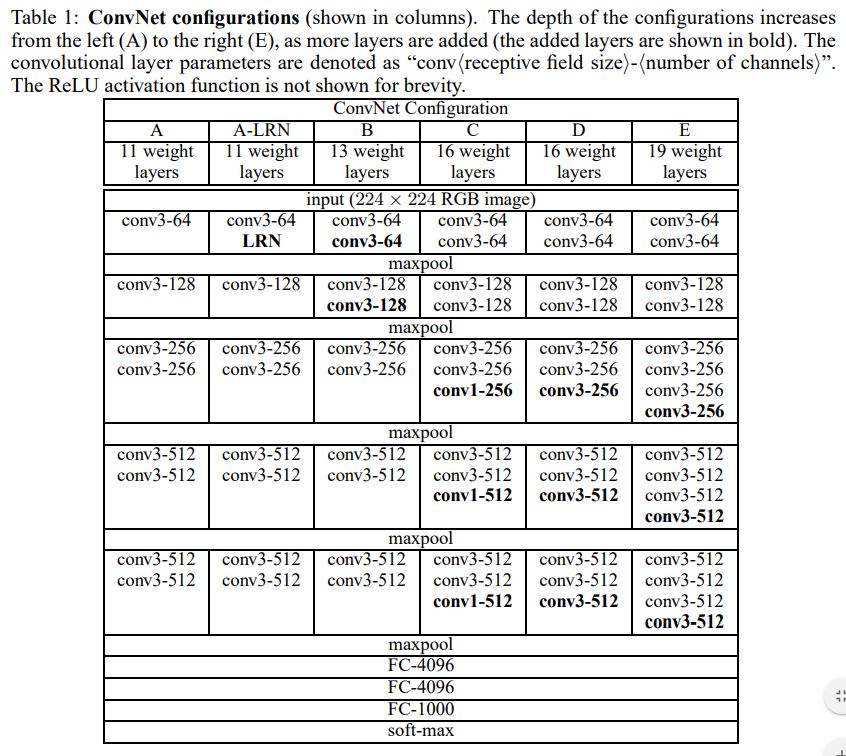 Table 1: ConvNet configurations (shown in columns). The depth of the configurations increases
from the left (A) to the right (E), as more layers are added (the added layers are shown in bold). The
convolutional layer parameters are denoted as “conv⟨receptive field size⟩-⟨number of channels⟩”.
The ReLU activation function is not shown for brevity.
ConvNet Configuration
A A-LRN B C D E
11 weight 11 weight 13 weight 16 weight 16 weight 19 weight
layers layers layers layers layers layers
input (224 × 224 RGB image)
conv3-64 conv3-64 conv3-64 conv3-64 conv3-64 conv3-64
LRN conv3-64 conv3-64 conv3-64 conv3-64
maxpool
conv3-128 conv3-128 conv3-128 conv3-128 conv3-128 conv3-128
conv3-128 conv3-128 conv3-128 conv3-128
maxpool
conv3-256 conv3-256 conv3-256 conv3-256 conv3-256 conv3-256
conv3-256 conv3-256 conv3-256 conv3-256 conv3-256 conv3-256
conv1-256 conv3-256 conv3-256
conv3-256
maxpool
conv3-512 conv3-512 conv3-512 conv3-512 conv3-512 conv3-512
conv3-512 conv3-512 conv3-512 conv3-512 conv3-512 conv3-512
conv1-512 conv3-512 conv3-512
conv3-512
maxpool
conv3-512 conv3-512 conv3-512 conv3-512 conv3-512 conv3-512
conv3-512 conv3-512 conv3-512 conv3-512 conv3-512 conv3-512
conv1-512 conv3-512 conv3-512
conv3-512
maxpool
FC-4096
FC-4096
FC-1000
soft-max